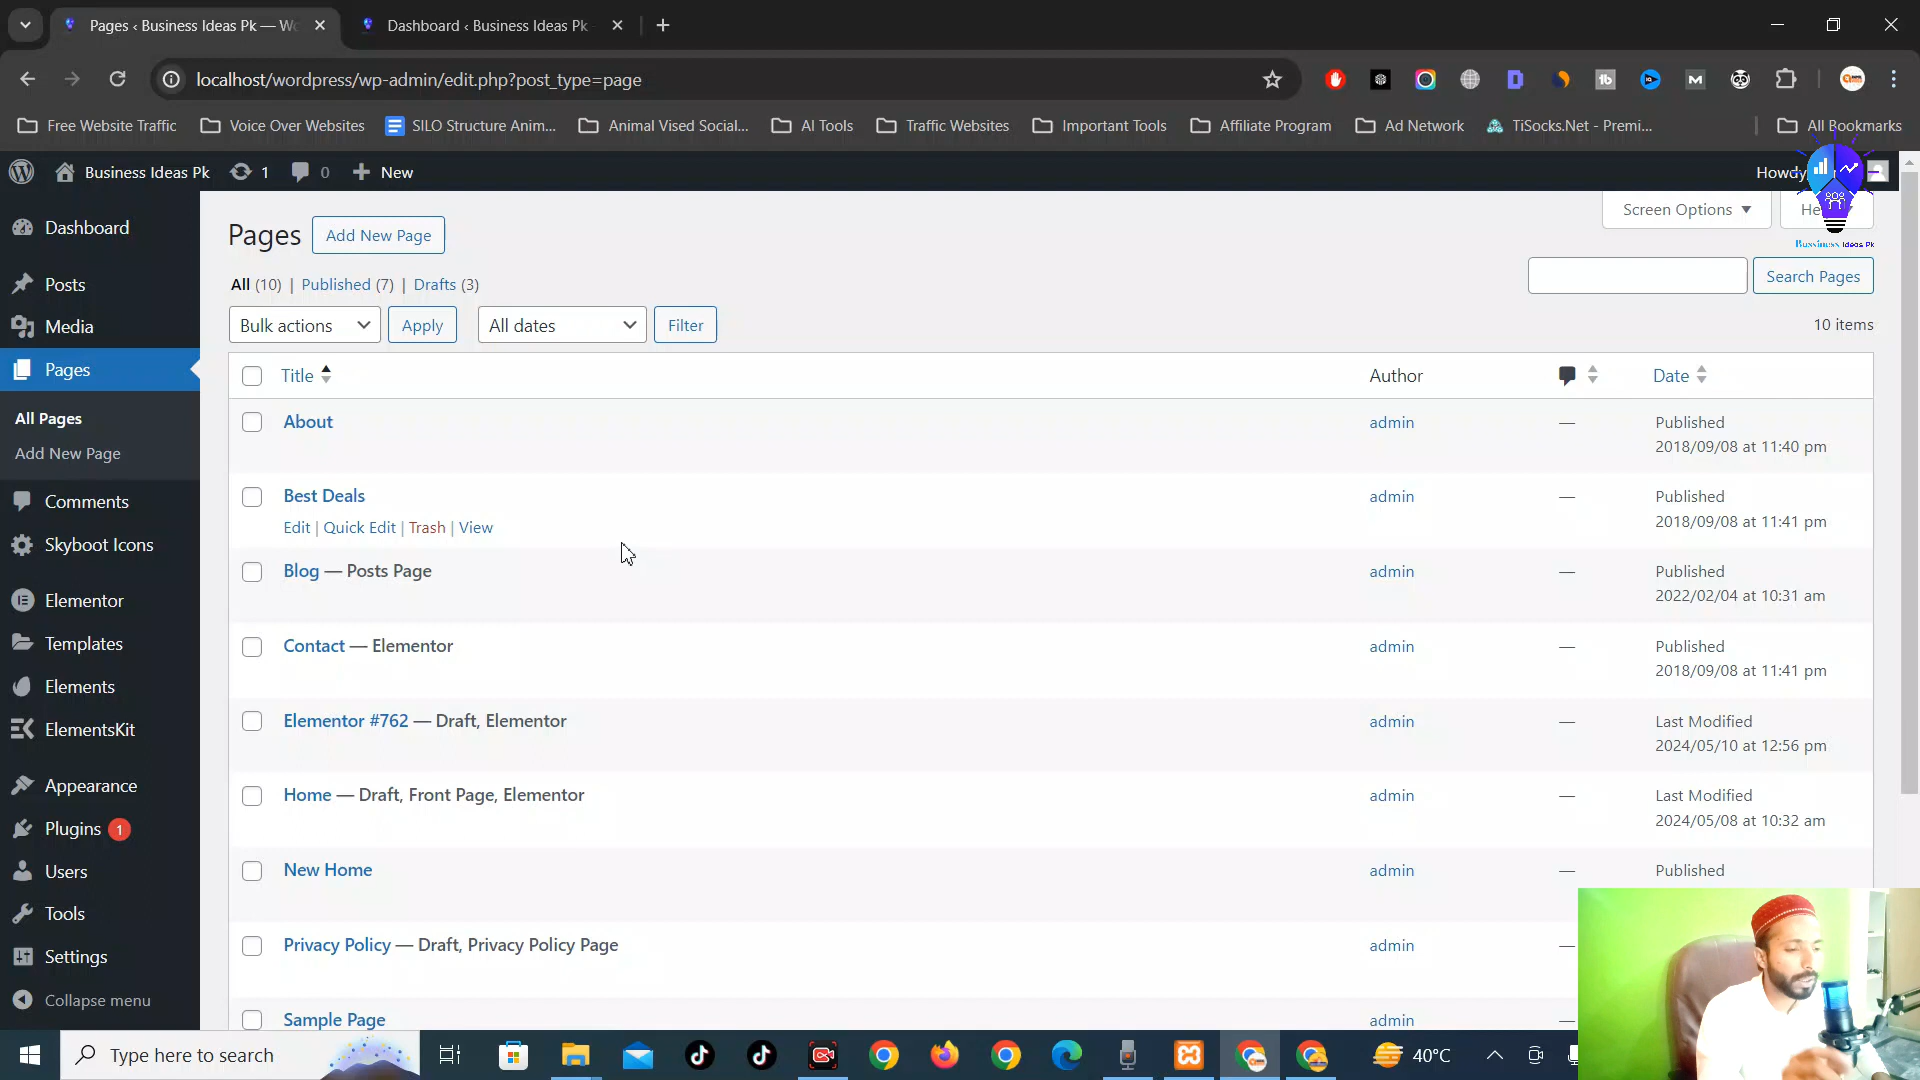 Pages ‹ Business Ideas Pk — Wo
Dashboard ‹ Business Ideas Pk
localhost/wordpress/wp-admin/edit.php?post_type=page
Free Website Traffic
Voice Over Websites
SILO Structure Anim...
Animal Vised Social...
AI Tools
Traffic Websites
Important Tools
Affiliate Program
Ad Network
TiSocks.Net - Premi...
All Bookmarks
Business Ideas Pk
1
0
New
Howdy,
Bussiness Ideas Pk
Dashboard
Posts
Media
Pages
All Pages
Add New Page
Comments
Skyboot Icons
Elementor
Templates
Elements
ElementsKit
Appearance
Plugins 1
Users
Tools
Settings
Collapse menu
Screen Options
Pages
Add New Page
All (10) | Published (7) | Drafts (3)
Search Pages
Bulk actions
Apply
All dates
Filter
10 items
Title Author Date
About admin — Published
2018/09/08 at 11:40 pm
Best Deals admin — Published
2018/09/08 at 11:41 pm
Edit | Quick Edit | Trash | View
Blog — Posts Page admin — Published
2022/02/04 at 10:31 am
Contact — Elementor admin — Published
2018/09/08 at 11:41 pm
Elementor #762 — Draft, Elementor admin — Last Modified
2024/05/10 at 12:56 pm
Home — Draft, Front Page, Elementor admin — Last Modified
2024/05/08 at 10:32 am
New Home admin — Published
Privacy Policy — Draft, Privacy Policy Page admin —
Sample Page admin —
Type here to search
40°C